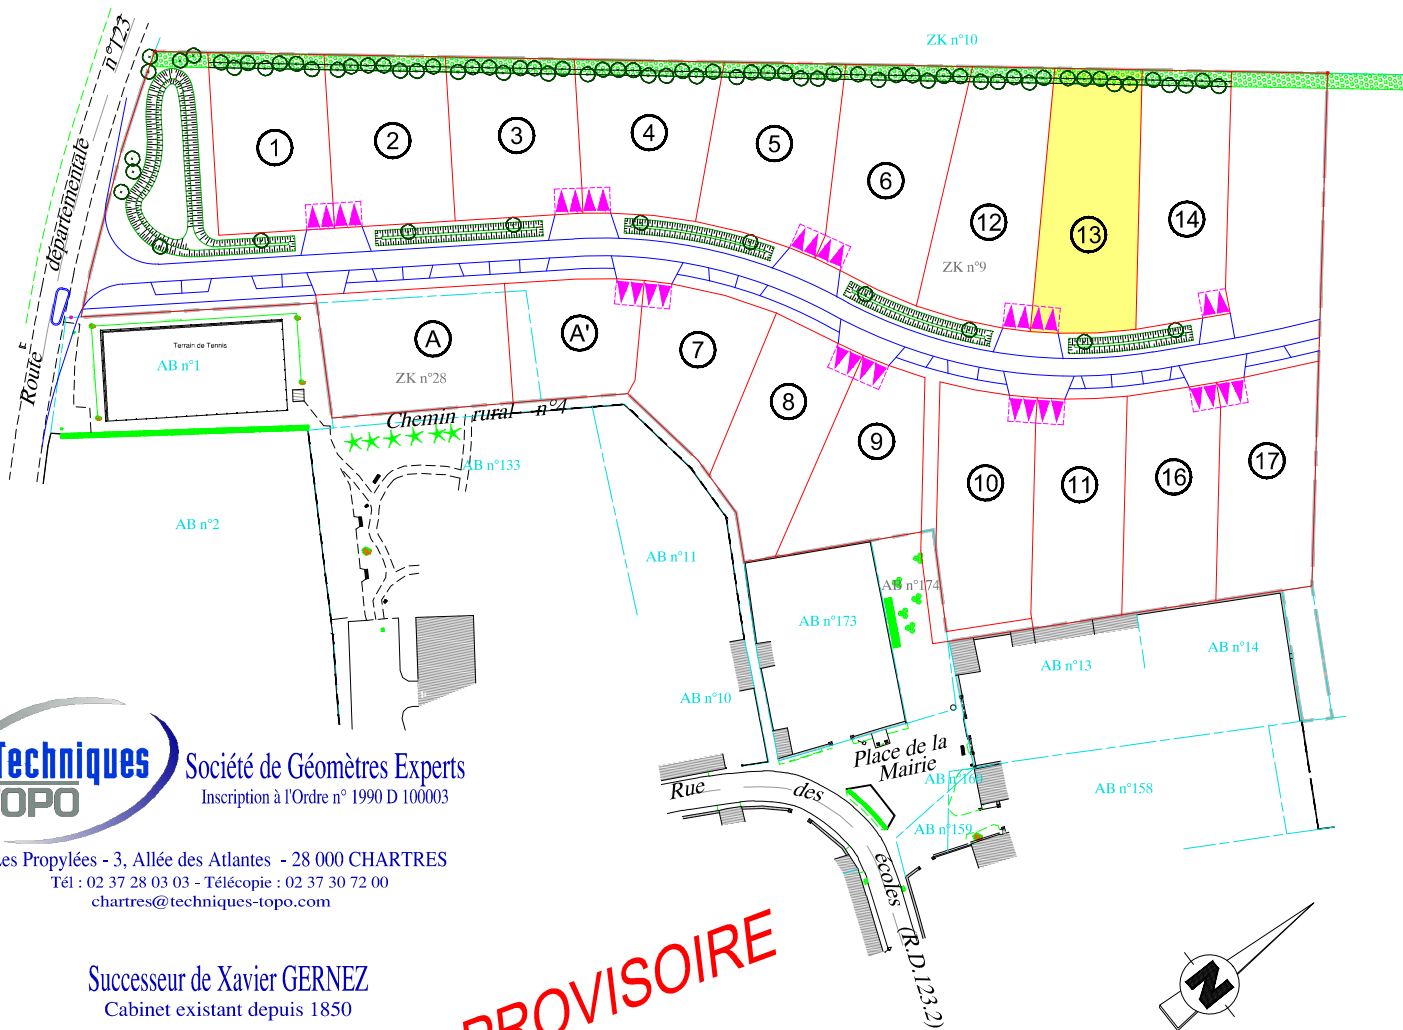 n°123
départementale
Route
ZK n°10
1
2
3
4
5
6
12
13
14
ZK n°9
A
A'
7
8
9
10
11
16
17
ZK n°28
Terrain de Tennis
AB n°1
Chemin rural n°4
AB n°133
AB n°2
AB n°11
AB n°174
AB n°173
AB n°13
AB n°14
AB n°10
Place de la
Mairie
AB n°160
AB n°158
AB n°159
Rue des écoles (R.D.123.2)
Techniques
TOPO
Société de Géomètres Experts
Inscription à l'Ordre n° 1990 D 100003
Les Propylées - 3, Allée des Atlantes - 28 000 CHARTRES
Tél : 02 37 28 03 03 - Télécopie : 02 37 30 72 00
chartres@techniques-topo.com
Successeur de Xavier GERNEZ
Cabinet existant depuis 1850
PROVISOIRE
N